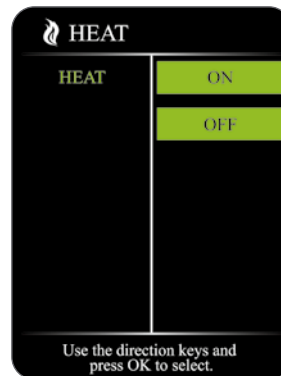 HEAT
HEAT
ON
OFF
Use the direction keys and
press OK to select.